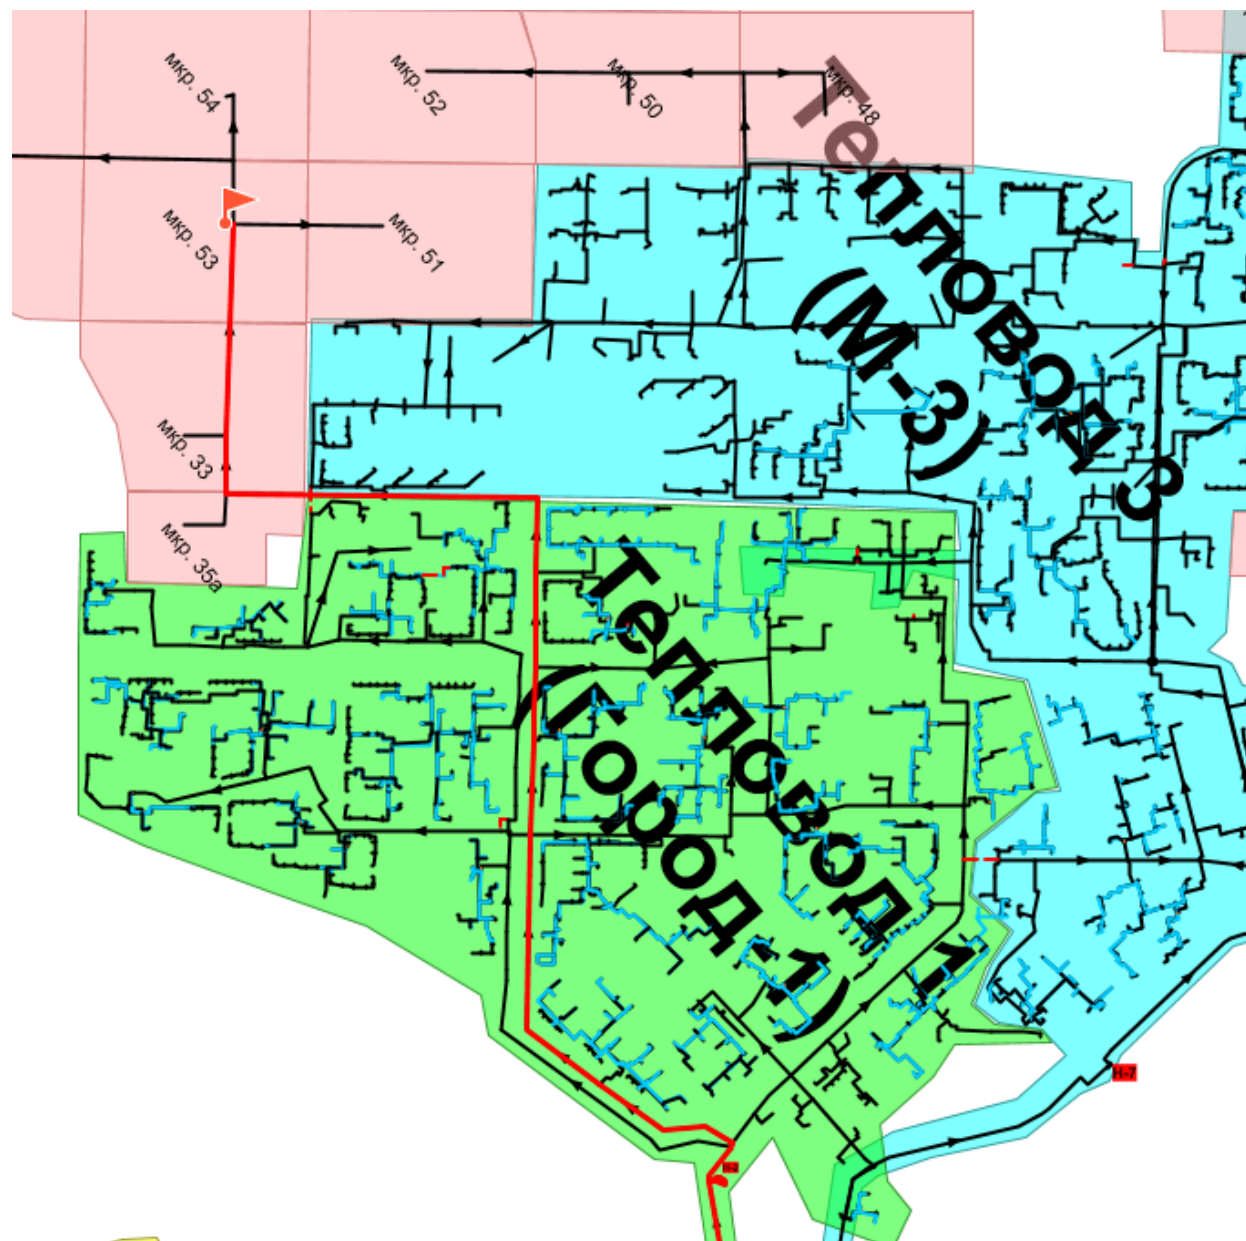 мкр. 54
мкр. 52
мкр. 50
мкр. 48
мкр. 53
мкр. 51
Тепловод 3
(М-3)
мкр. 33
мкр. 35а
Тепловод 1
(Город-1)
Н-7